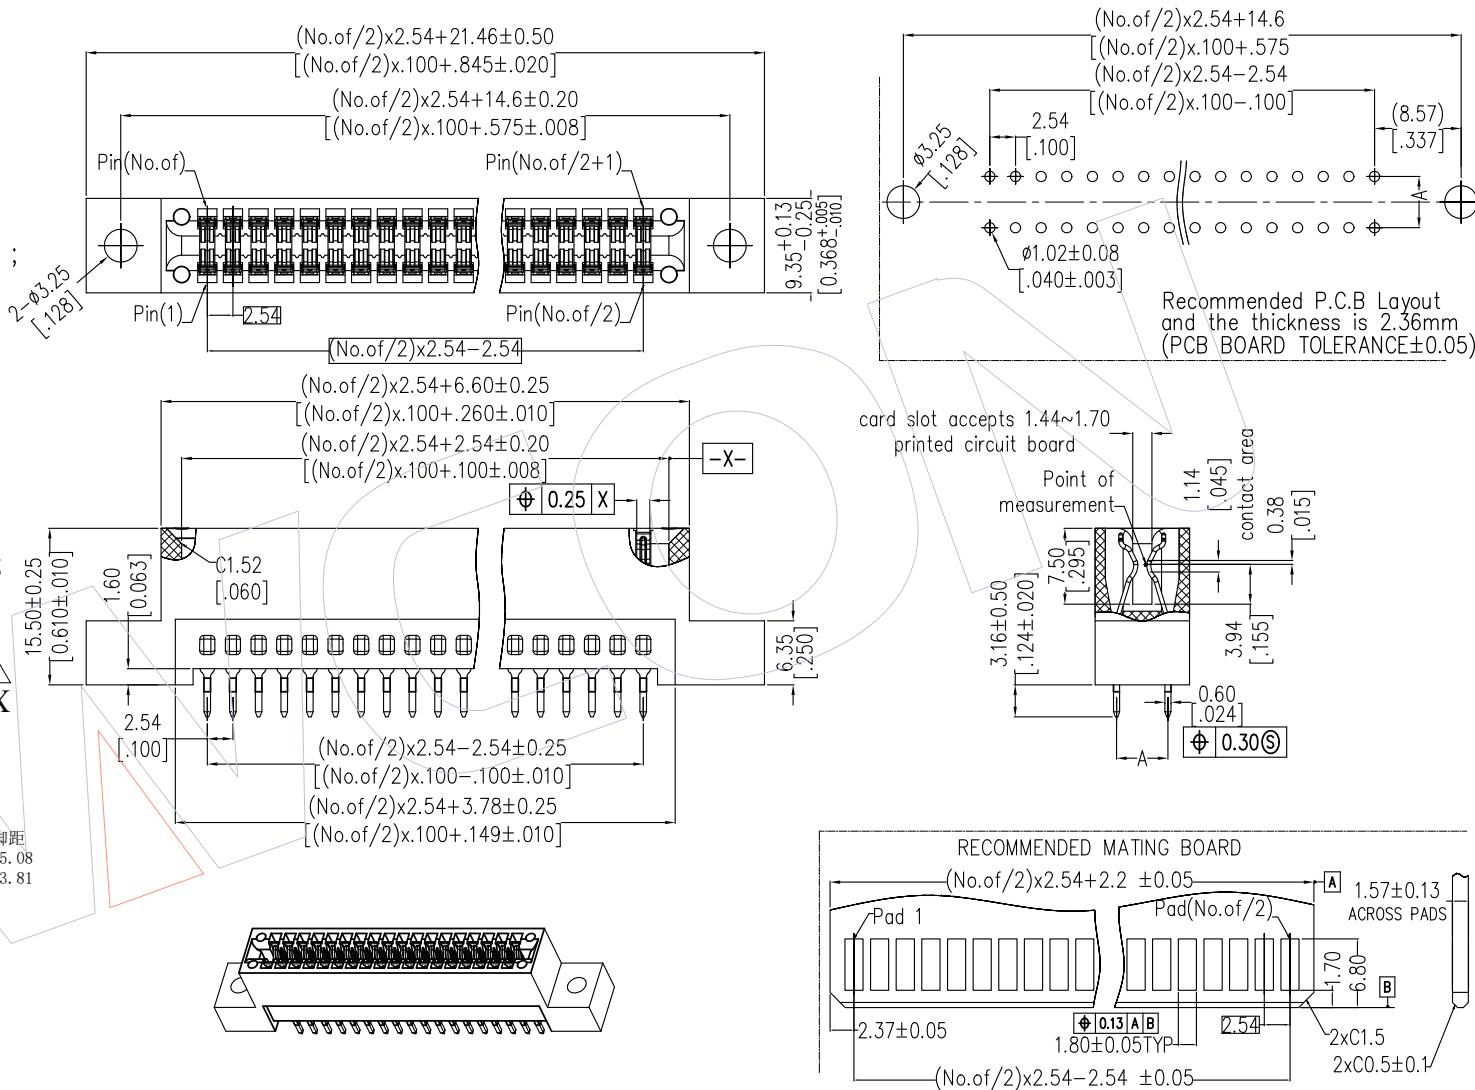 (No.of/2)x2.54+21.46±0.50
[(No.of/2)x.100+.845±.020]
(No.of/2)x2.54+14.6±0.20
[(No.of/2)x.100+.575±.008]
Pin(No.of)
Pin(No.of/2+1)
;
2-ø3.25
[.128]
Pin(1)
2.54
Pin(No.of/2)
(No.of/2)x2.54-2.54
9.35+0.13-0.25
[0.368+.005-.010]
(No.of/2)x2.54+14.6
[(No.of/2)x.100+.575
(No.of/2)x2.54-2.54
[(No.of/2)x.100-.100]
2.54
[.100]
(8.57)
[.337]
ø3.25
[.128]
A
ø1.02±0.08
[.040±.003]
Recommended P.C.B Layout
and the thickness is 2.36mm
(PCB BOARD TOLERANCE±0.05)
(No.of/2)x2.54+6.60±0.25
[(No.of/2)x.100+.260±.010]
(No.of/2)x2.54+2.54±0.20
[(No.of/2)x.100+.100±.008]
-X-
0.25 X
15.50±0.25
[0.610±.010]
1.60
[0.063]
C1.52
[.060]
6.35
[.250]
2.54
[.100]
(No.of/2)x2.54-2.54±0.25
[(No.of/2)x.100-.100±.010]
(No.of/2)x2.54+3.78±0.25
[(No.of/2)x.100+.149±.010]
X
脚距
5.08
3.81
card slot accepts 1.44~1.70
printed circuit board
Point of
measurement
1.14
[.045]
contact area
0.38
[.015]
7.50
[.295]
3.16±0.50
[.124±.020]
3.94
[.155]
0.60
[.024]
A
0.30Ⓢ
RECOMMENDED MATING BOARD
(No.of/2)x2.54+2.2 ±0.05
A
1.57±0.13
ACROSS PADS
Pad 1
Pad(No.of/2)
1.70
6.80
B
2.37±0.05
0.13 A B
1.80±0.05TYP
2.54
2xC1.5
2xC0.5±0.1
(No.of/2)x2.54-2.54 ±0.05